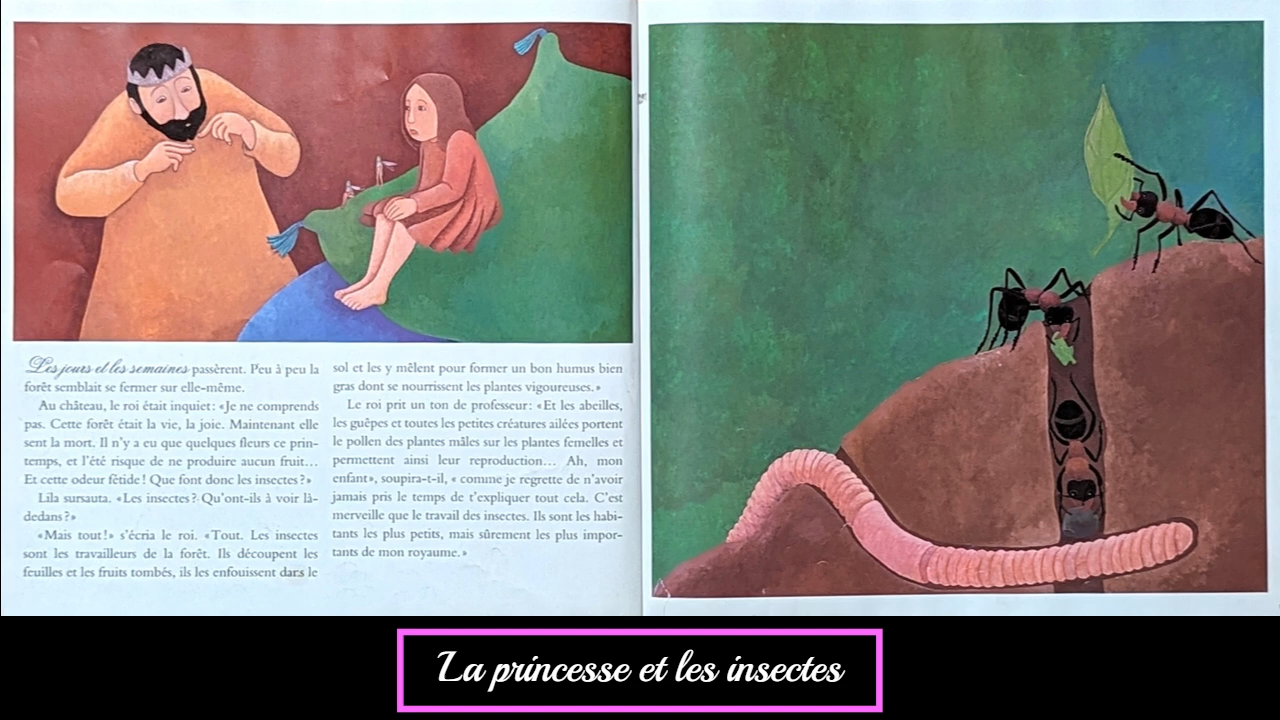 Les jours et les semaines passèrent. Peu à peu la
forêt semblait se fermer sur elle-même.
Au château, le roi était inquiet: «Je ne comprends
pas. Cette forêt était la vie, la joie. Maintenant elle
sent la mort. Il n'y a eu que quelques fleurs ce prin-
temps, et l'été risque de ne produire aucun fruit...
Et cette odeur fétide! Que font donc les insectes?»
Lila sursauta. «Les insectes? Qu'ont-ils à voir là-
dedans?»
«Mais tout!» s'écria le roi. «Tout. Les insectes
sont les travailleurs de la forêt. Ils découpent les
feuilles et les fruits tombés, ils les enfouissent dans le
sol et les y mêlent pour former un bon humus bien
gras dont se nourrissent les plantes vigoureuses.»
Le roi prit un ton de professeur: «Et les abeilles,
les guêpes et toutes les petites créatures ailées portent
le pollen des plantes mâles sur les plantes femelles et
permettent ainsi leur reproduction... Ah, mon
enfant», soupira-t-il, « comme je regrette de n'avoir
jamais pris le temps de t'expliquer tout cela. C'est
merveille que le travail des insectes. Ils sont les habi-
tants les plus petits, mais sûrement les plus impor-
tants de mon royaume.»
La princesse et les insectes